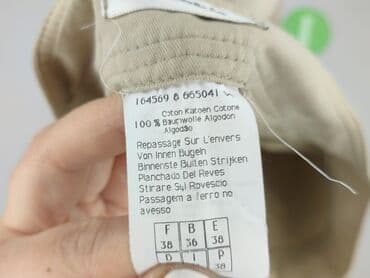 164569 8 665041
Coton Katoen Cotone
100% Baumwolle Algodon
Algodão
Repassage Sur L'envers
Von Innen Bugeln
Binnenste Buiten Strijken
Planchado Del Reves
Stirare Sul Rovescio
Passagem a ferro no
avesso
F B E
38 36 38
D I P
38